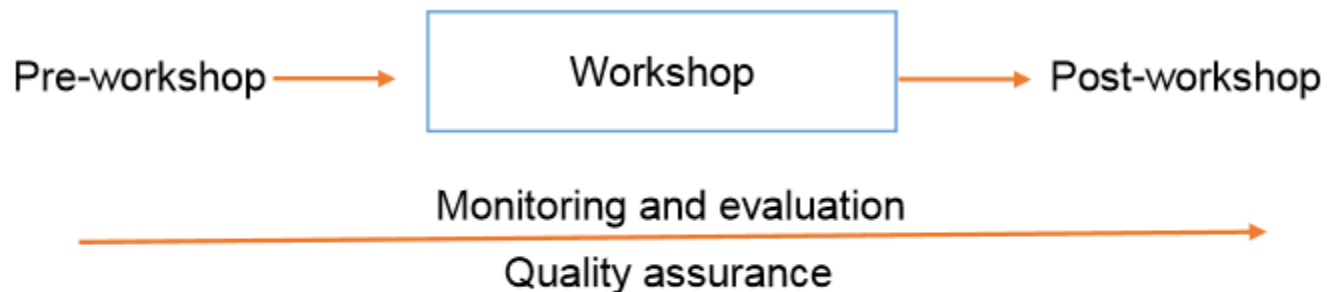 Pre-workshop
Workshop
Post-workshop
Monitoring and evaluation
Quality assurance